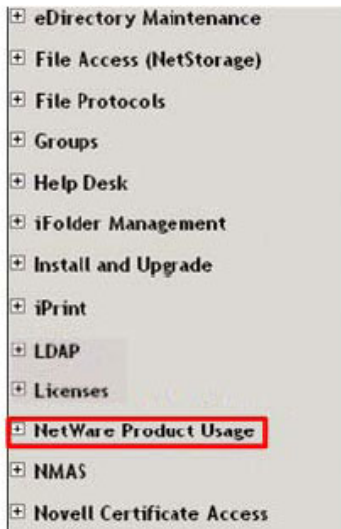 eDirectory Maintenance
File Access (NetStorage)
File Protocols
Groups
Help Desk
iFolder Management
Install and Upgrade
iPrint
LDAP
Licenses
NetWare Product Usage
NMAS
Novell Certificate Access